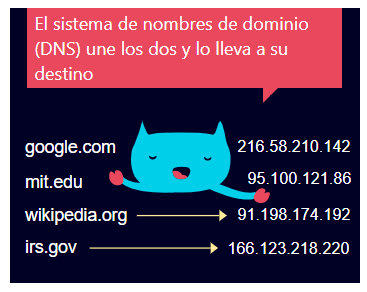 El sistema de nombres de dominio
(DNS) une los dos y lo lleva a su
destino
google.com 216.58.210.142
mit.edu 95.100.121.86
wikipedia.org 91.198.174.192
irs.gov 166.123.218.220